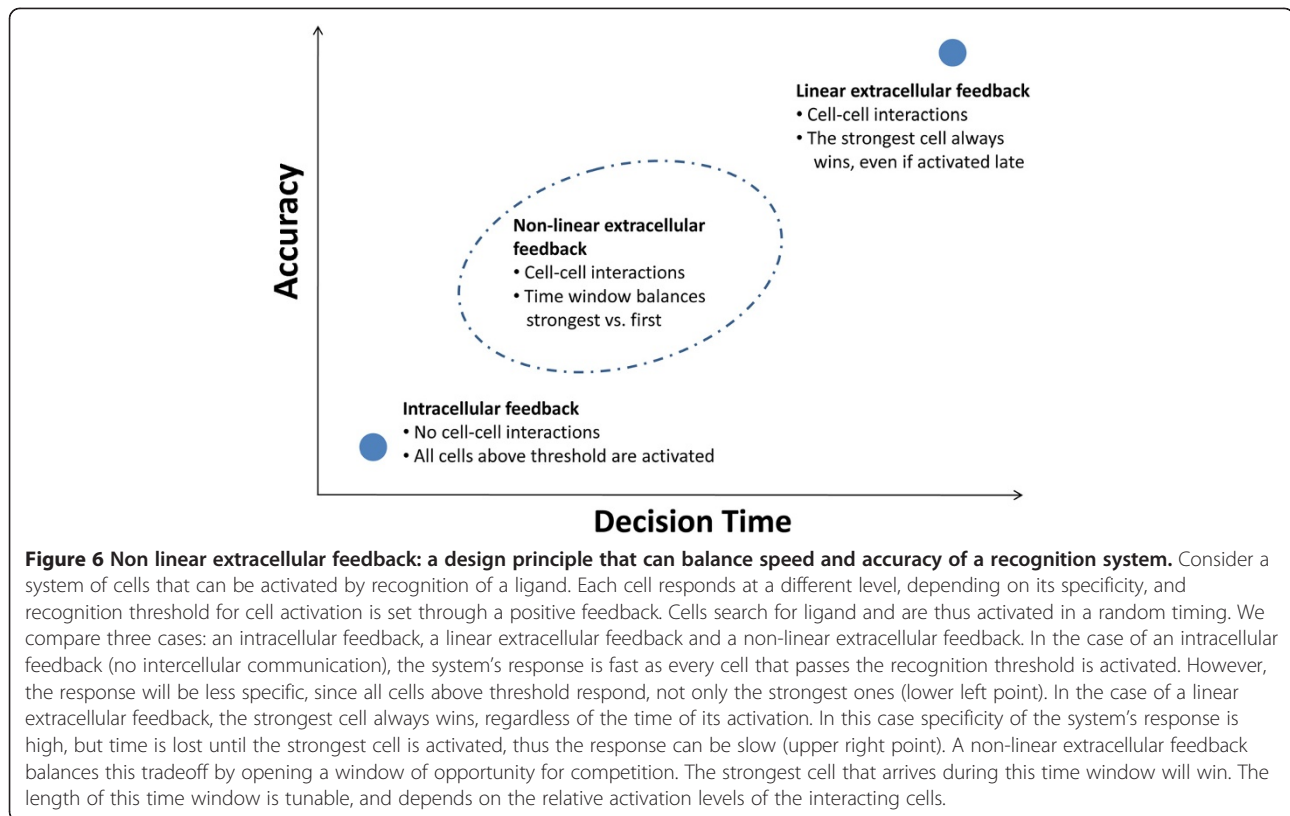 Accuracy
Linear extracellular feedback
• Cell-cell interactions
• The strongest cell always
wins, even if activated late
Non-linear extracellular
feedback
• Cell-cell interactions
• Time window balances
strongest vs. first
Intracellular feedback
• No cell-cell interactions
• All cells above threshold are activated
Decision Time
Figure 6 Non linear extracellular feedback: a design principle that can balance speed and accuracy of a recognition system. Consider a
system of cells that can be activated by recognition of a ligand. Each cell responds at a different level, depending on its specificity, and
recognition threshold for cell activation is set through a positive feedback. Cells search for ligand and are thus activated in a random timing. We
compare three cases: an intracellular feedback, a linear extracellular feedback and a non-linear extracellular feedback. In the case of an intracellular
feedback (no intercellular communication), the system's response is fast as every cell that passes the recognition threshold is activated. However,
the response will be less specific, since all cells above threshold respond, not only the strongest ones (lower left point). In the case of a linear
extracellular feedback, the strongest cell always wins, regardless of the time of its activation. In this case specificity of the system's response is
high, but time is lost until the strongest cell is activated, thus the response can be slow (upper right point). A non-linear extracellular feedback
balances this tradeoff by opening a window of opportunity for competition. The strongest cell that arrives during this time window will win. The
length of this time window is tunable, and depends on the relative activation levels of the interacting cells.